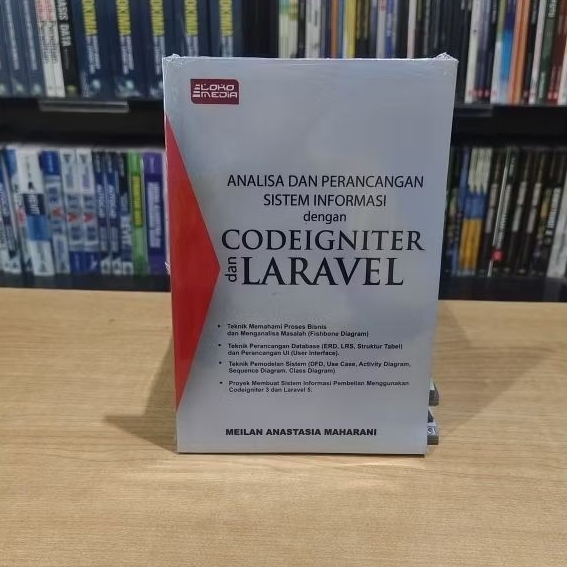 LOKO
MEDIA
ANALISA DAN PERANCANGAN
SISTEM INFORMASI
dengan
CODEIGNITER
dan LARAVEL
• Teknik Memahami Proses Bisnis
dan Menganalisa Masalah (Fishbone Diagram)
• Teknik Perancangan Database (ERD, LRS, Struktur Tabel)
dan Perancangan UI (User Interface).
• Teknik Pemodelan Sistem (DFD, Use Case, Activity Diagram,
Sequence Diagram, Class Diagram)
• Proyek Membuat Sistem Informasi Pembelian Menggunakan
Codeigniter 3 dan Laravel 5.
MEILAN ANASTASIA MAHARANI